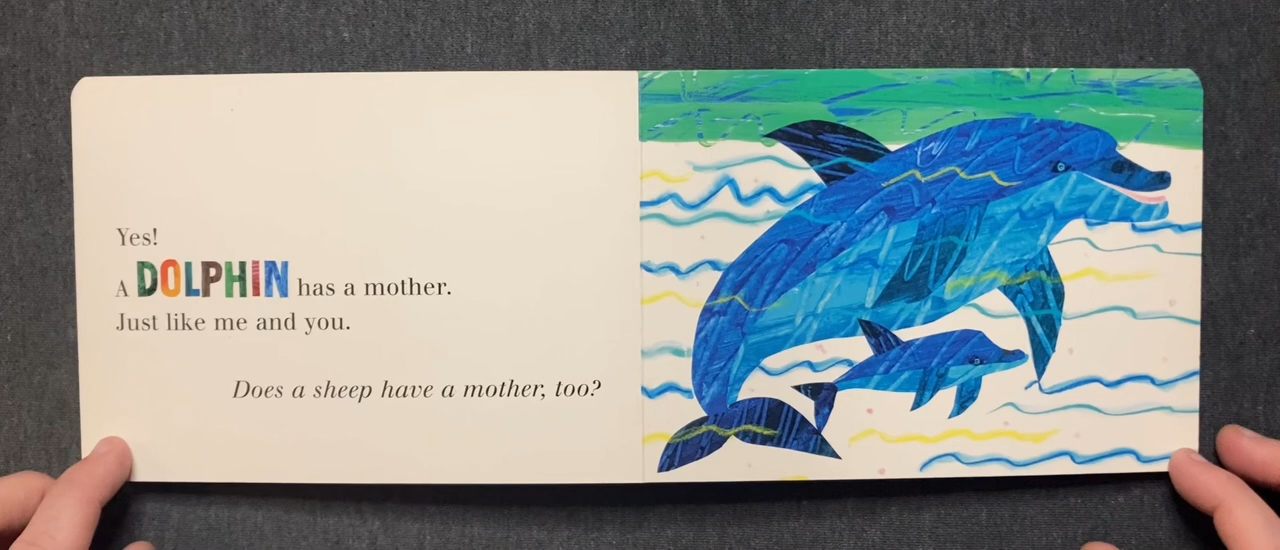 Yes!
A DOLPHIN has a mother.
Just like me and you.
Does a sheep have a mother, too?